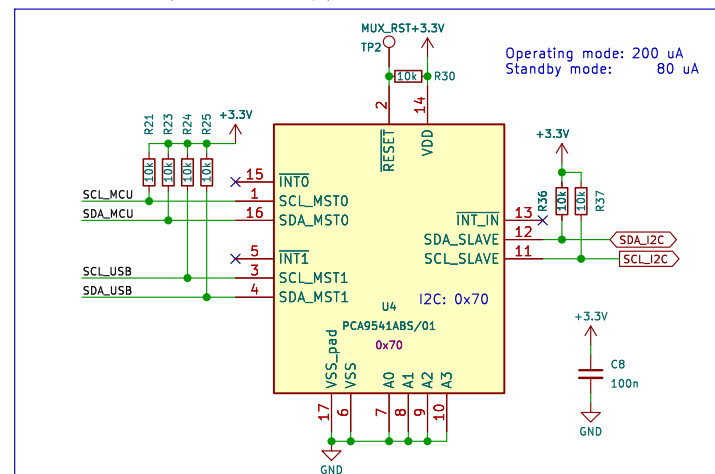 MUX_RST
+3.3V
TP2
10k
R30
Operating mode: 200 uA
Standby mode: 80 uA
2
14
RESET
VDD
R21
R23
R24
R25
+3.3V
10k
10k
10k
10k
SCL_MCU
SDA_MCU
SCL_USB
SDA_USB
15
INT0
1
SCL_MST0
16
SDA_MST0
5
INT1
3
SCL_MST1
4
SDA_MST1
+3.3V
R36
10k
10k
R37
INT_IN
13
SDA_SLAVE
12
SCL_SLAVE
11
SDA_I2C
SCL_I2C
I2C: 0x70
U4
PCA9541ABS/01
0x70
VSS_pad
VSS
A0
A1
A2
A3
17
6
7
8
9
10
GND
+3.3V
C8
100n
GND